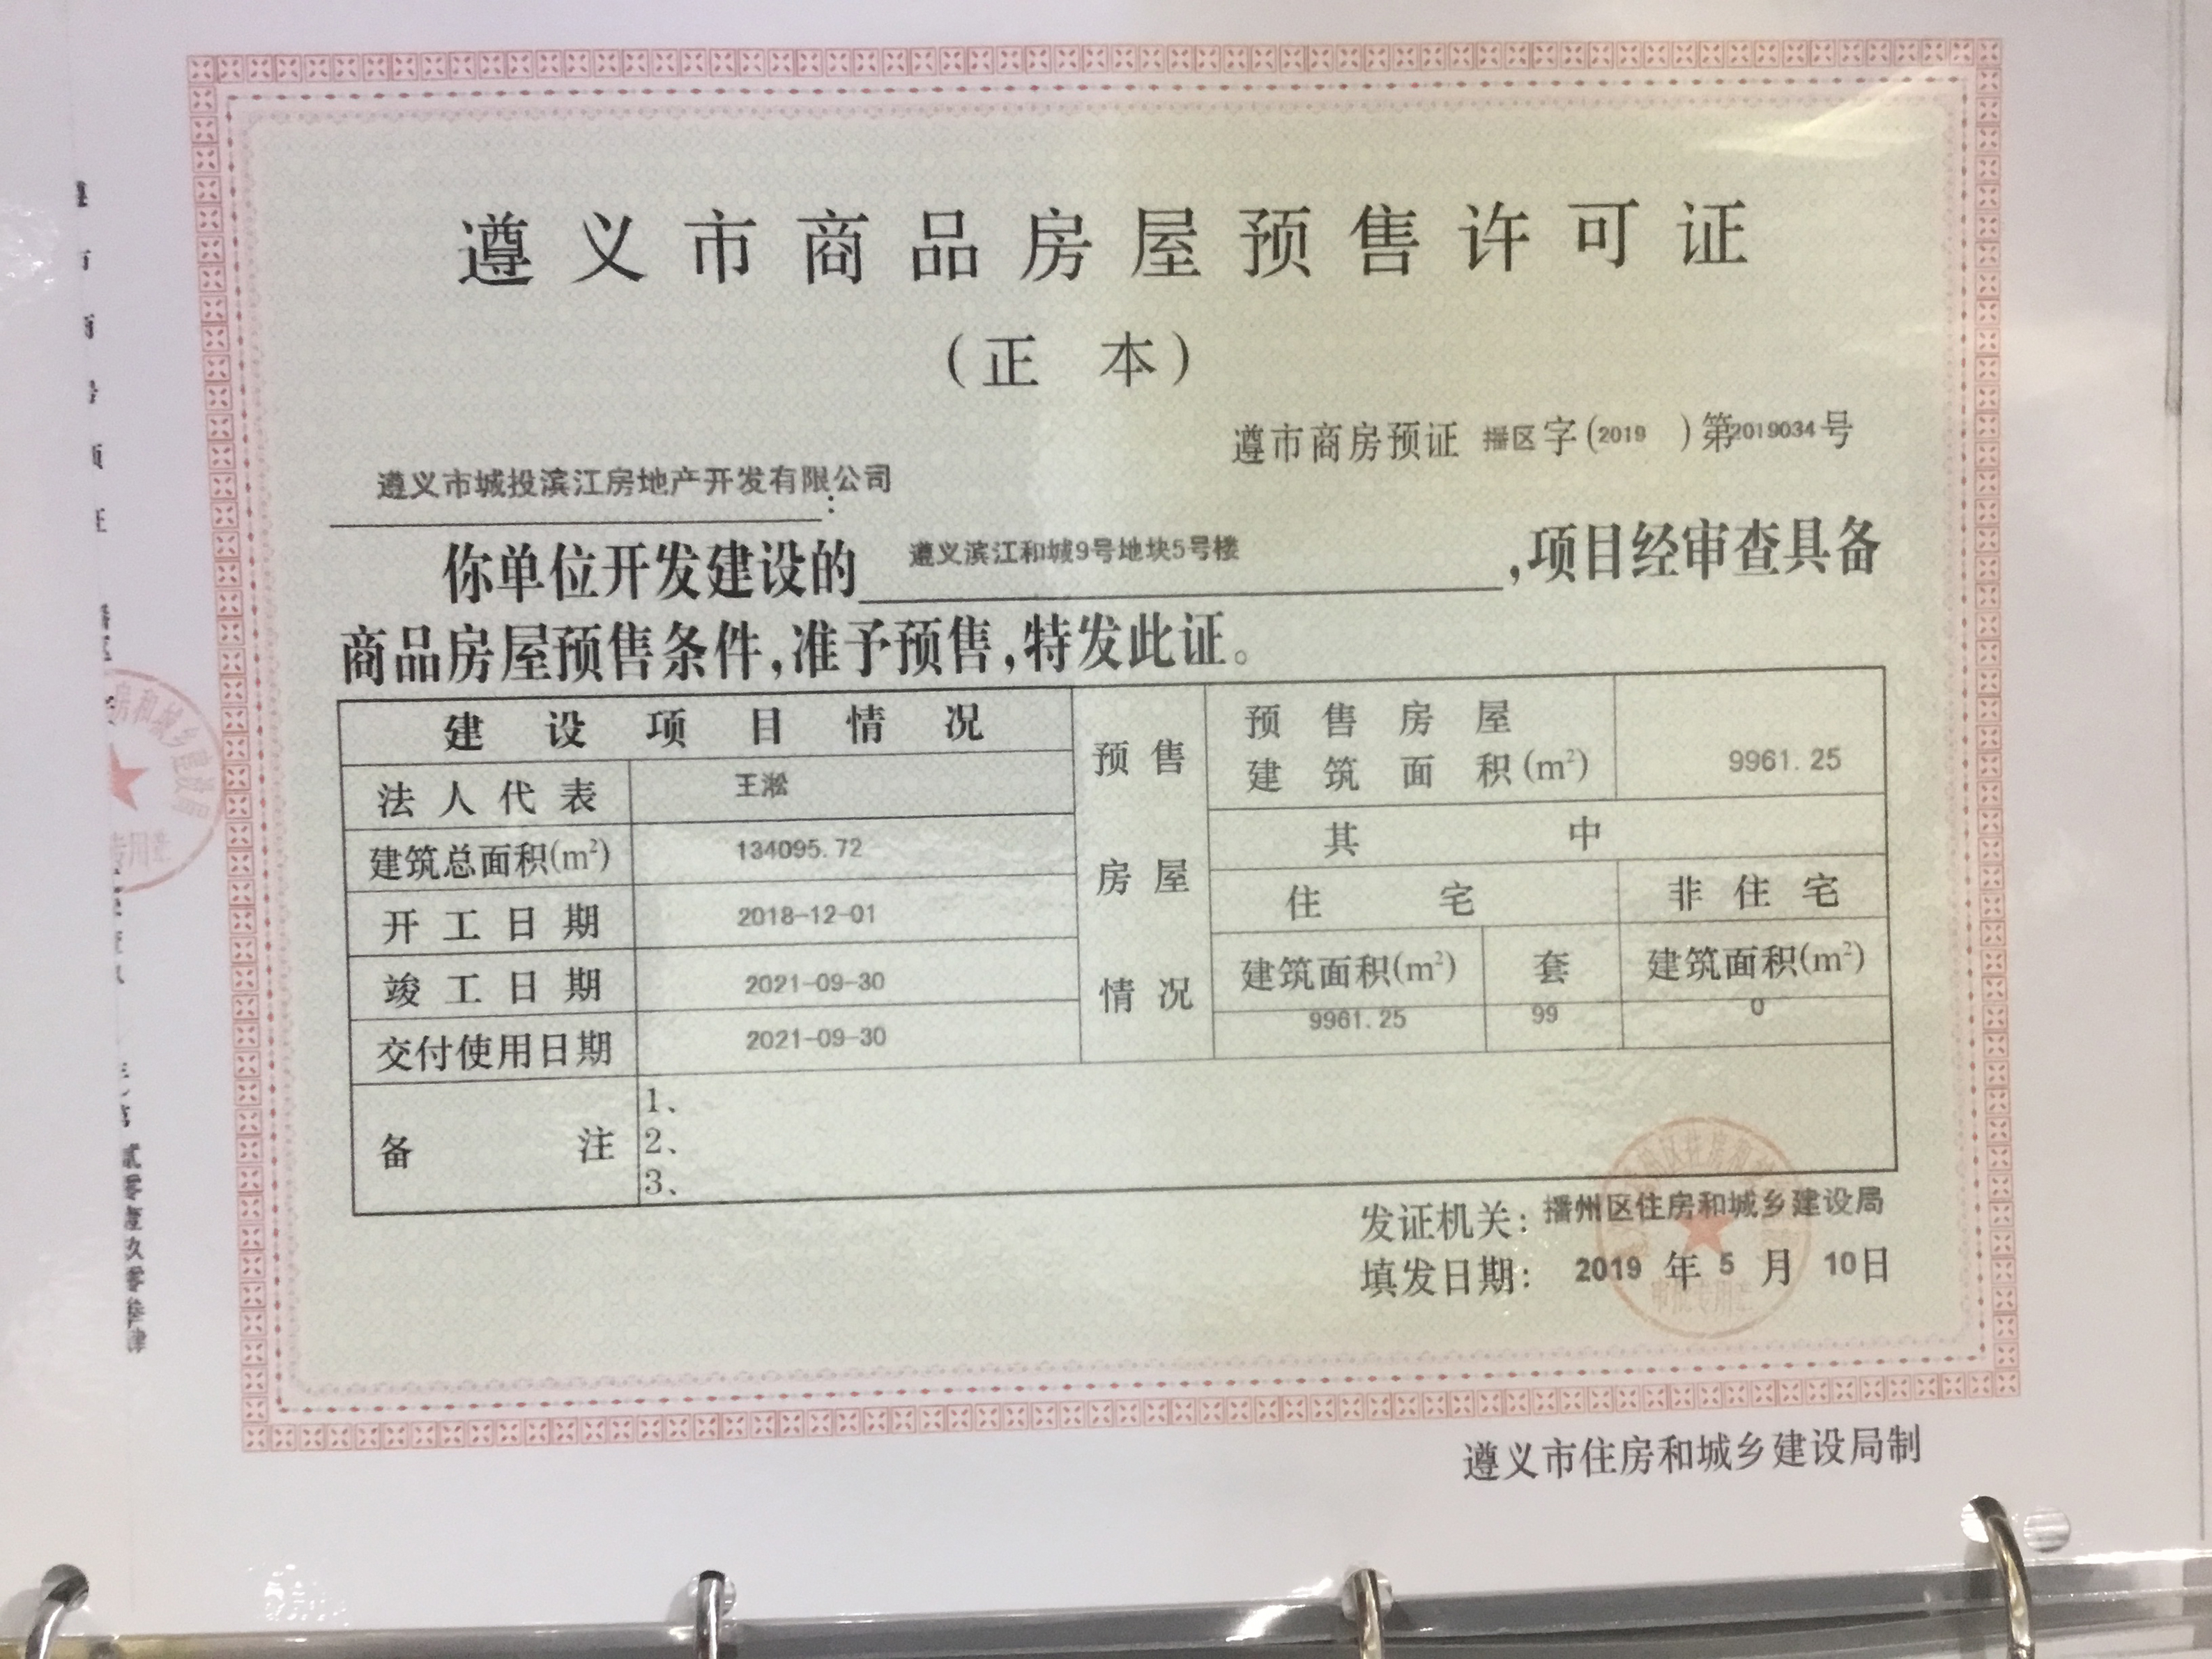 遵义市商品房屋预售许可证
(正 本)
遵市商房预证 播区字(2019 )第2019034号
遵义市城投滨江房地产开发有限公司:
你单位开发建设的 遵义滨江和城9号地块5号楼 ,项目经审查具备
商品房屋预售条件,准予预售,特发此证。
建设项目情况
法人代表 王淞
建筑总面积(m²) 134095.72
开工日期 2018-12-01
竣工日期 2021-09-30
交付使用日期 2021-09-30
预售
房屋
情况
预售房屋
建筑面积(m²) 9961.25
其中
住宅 非住宅
建筑面积(m²) 套 建筑面积(m²)
9961.25 99 0
备注
1、
2、
3、
发证机关: 播州区住房和城乡建设局
填发日期: 2019 年 5 月 10日
遵义市住房和城乡建设局制